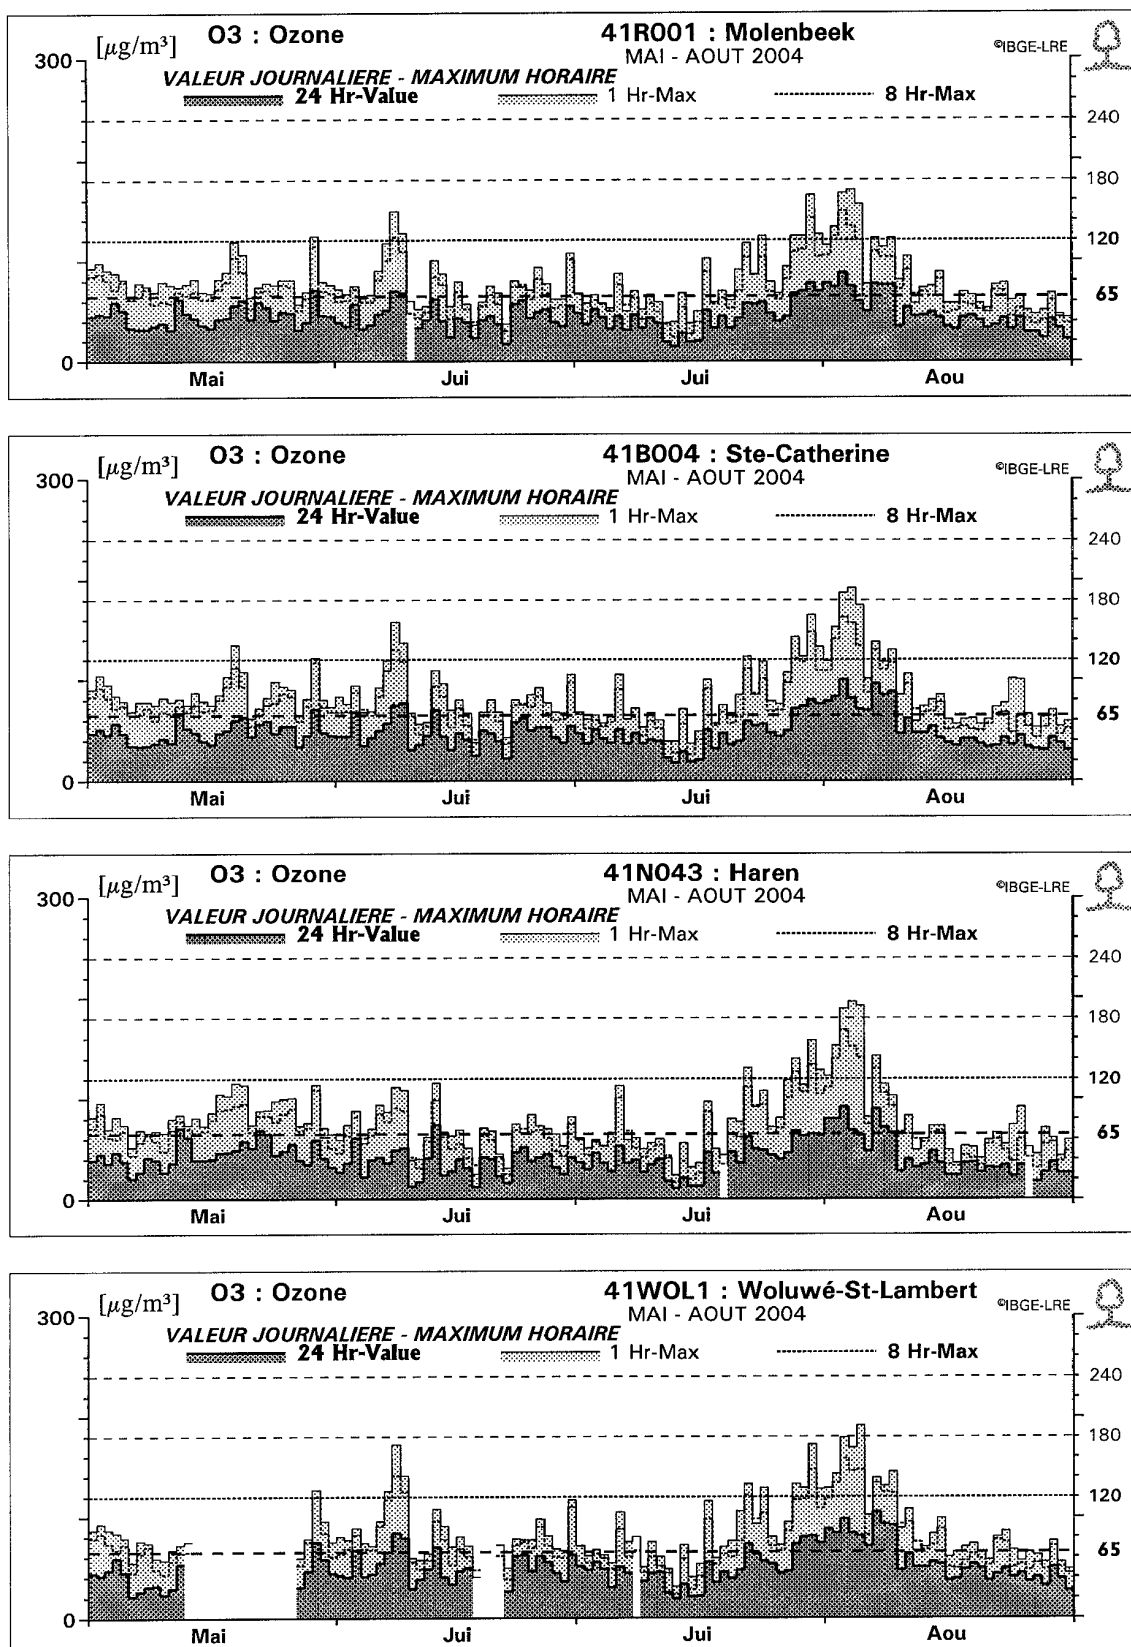 [µg/m³] O3 : Ozone 41R001 : Molenbeek ©IBGE-LRE
MAI - AOUT 2004
300
VALEUR JOURNALIERE - MAXIMUM HORAIRE
24 Hr-Value 1 Hr-Max 8 Hr-Max
240
180
120
65
0
Mai Jui Jui Aou
[µg/m³] O3 : Ozone 41B004 : Ste-Catherine ©IBGE-LRE
MAI - AOUT 2004
300
VALEUR JOURNALIERE - MAXIMUM HORAIRE
24 Hr-Value 1 Hr-Max 8 Hr-Max
240
180
120
65
0
Mai Jui Jui Aou
[µg/m³] O3 : Ozone 41N043 : Haren ©IBGE-LRE
MAI - AOUT 2004
300
VALEUR JOURNALIERE - MAXIMUM HORAIRE
24 Hr-Value 1 Hr-Max 8 Hr-Max
240
180
120
65
0
Mai Jui Jui Aou
[µg/m³] O3 : Ozone 41WOL1 : Woluwé-St-Lambert ©IBGE-LRE
MAI - AOUT 2004
300
VALEUR JOURNALIERE - MAXIMUM HORAIRE
24 Hr-Value 1 Hr-Max 8 Hr-Max
240
180
120
65
0
Mai Jui Jui Aou